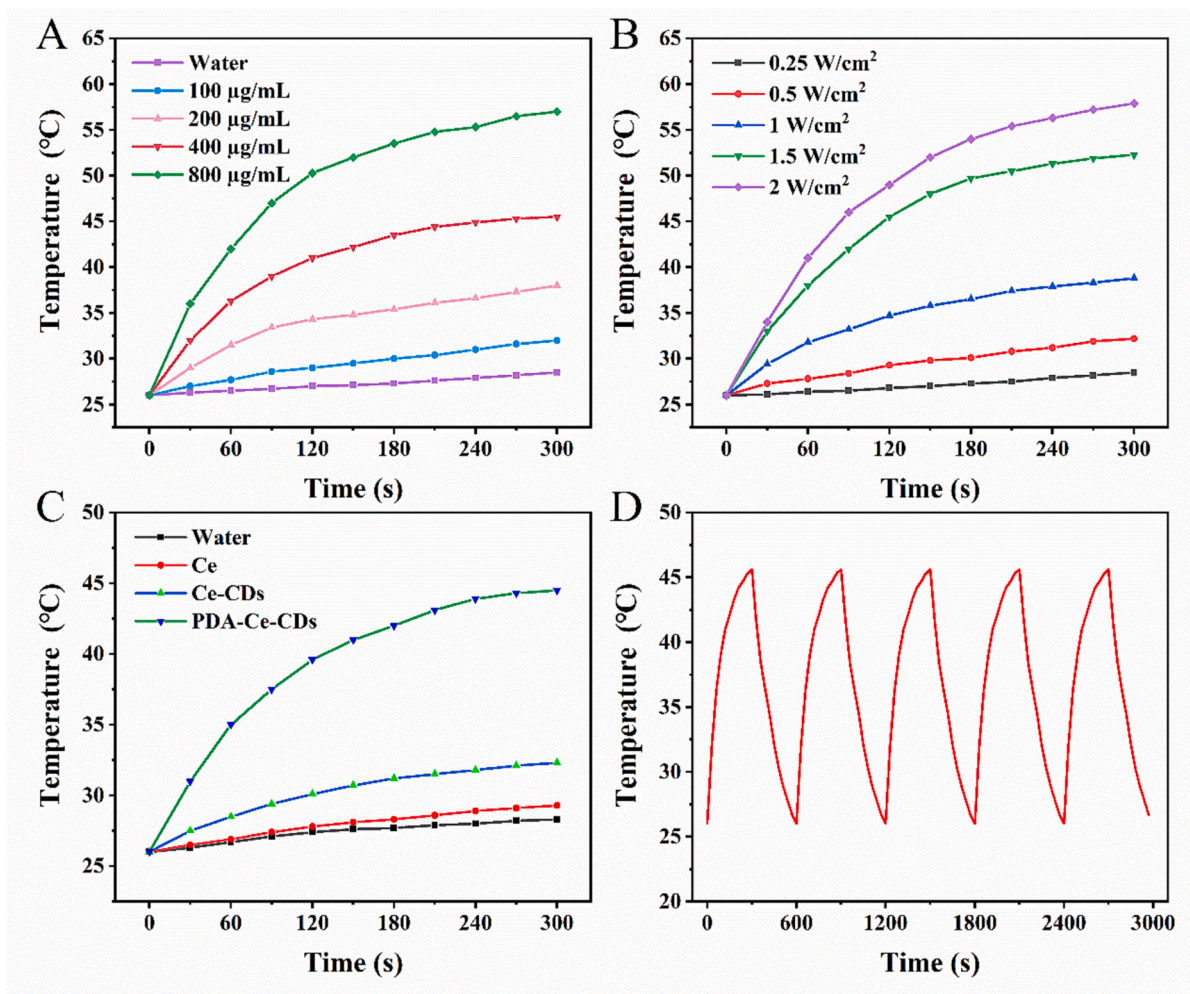 A
65
60
55
50
45
40
35
30
25
Temperature (℃)
Water
100 μg/mL
200 μg/mL
400 μg/mL
800 μg/mL
0 60 120 180 240 300
Time (s)
B
65
60
55
50
45
40
35
30
25
Temperature (℃)
0.25 W/cm²
0.5 W/cm²
1 W/cm²
1.5 W/cm²
2 W/cm²
0 60 120 180 240 300
Time (s)
C
50
45
40
35
30
25
Temperature (℃)
Water
Ce
Ce-CDs
PDA-Ce-CDs
0 60 120 180 240 300
Time (s)
D
50
45
40
35
30
25
20
Temperature (℃)
0 600 1200 1800 2400 3000
Time (s)